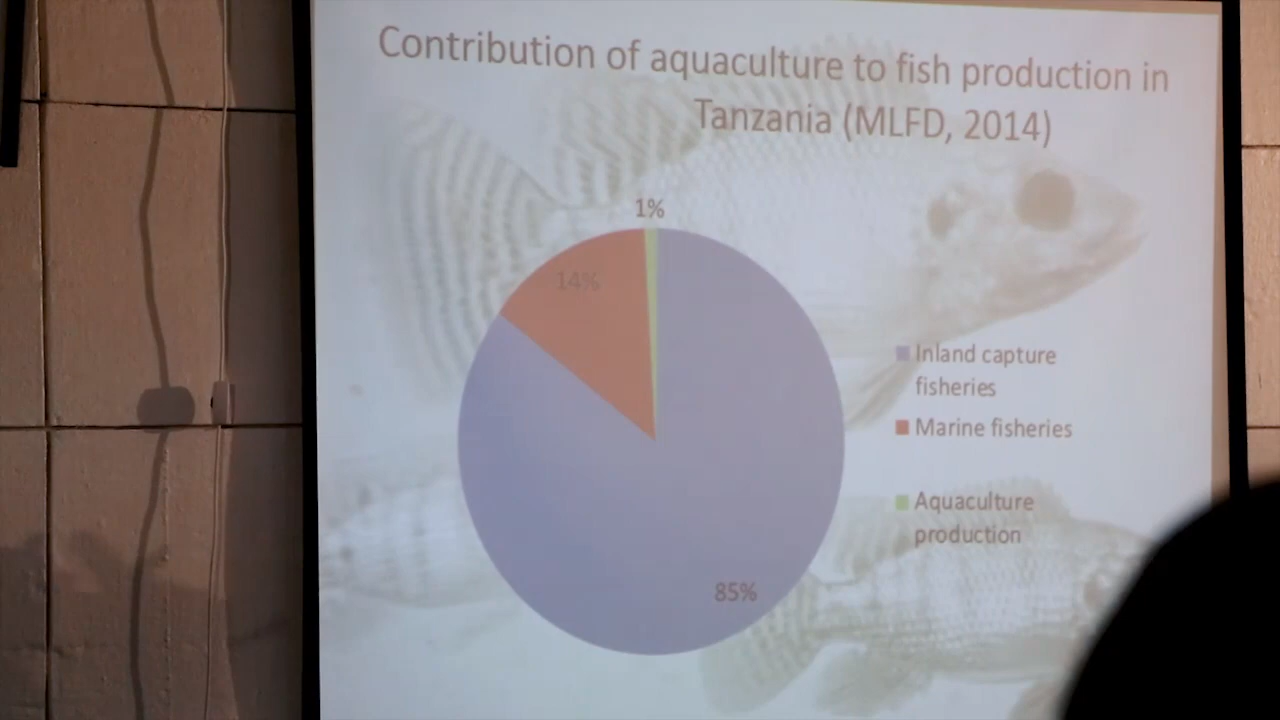 Contribution of aquaculture to fish production in
Tanzania (MLFD, 2014)
1%
14%
Inland capture
fisheries
Marine fisheries
Aquaculture
production
85%